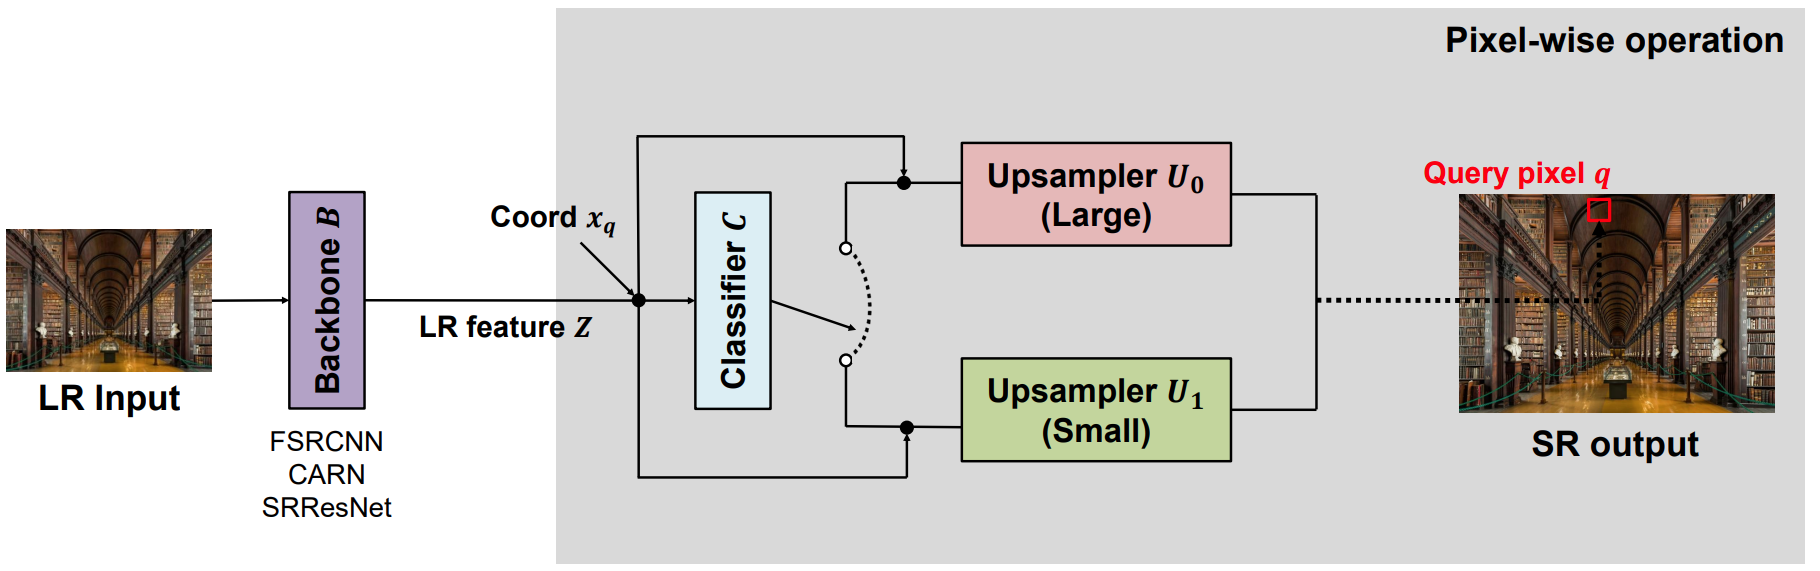 Pixel-wise operation
LR Input
Backbone B
FSRCNN
CARN
SRResNet
LR feature Z
Coord x_q
Classifier C
Upsampler U_0
(Large)
Upsampler U_1
(Small)
Query pixel q
SR output